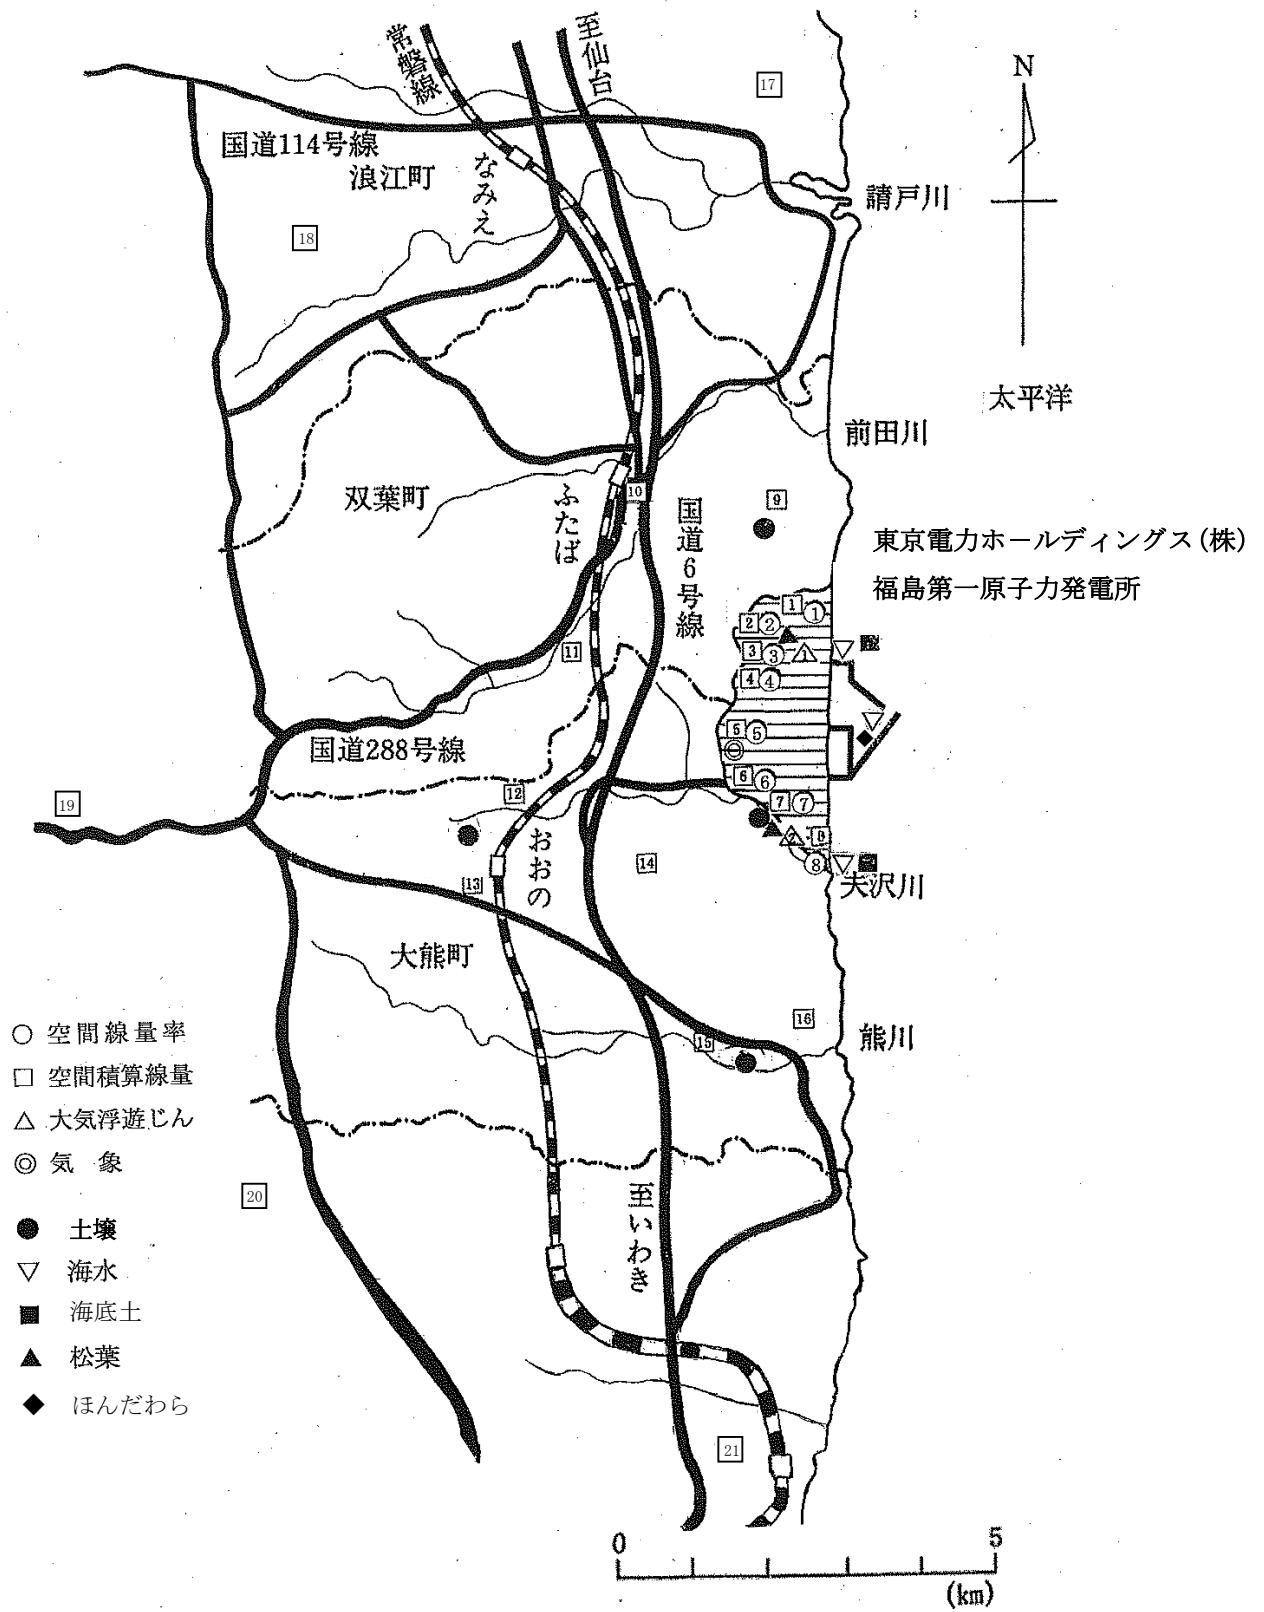 常磐線
至仙台
17
N
国道114号線
浪江町
なみえ
請戸川
18
太平洋
前田川
双葉町
ふたば
10
国道6号線
9
東京電力ホールディングス(株)
福島第一原子力発電所
1 ①
2 ②
3 ③ 1
11
4 ④
5 ⑤
国道288号線
6 ⑥
12
19
7 ⑦
2 8
⑧
おおの
13
14
夫沢川
大熊町
16
15
熊川
○ 空間線量率
□ 空間積算線量
△ 大気浮遊じん
◎ 気象
20
至いわき
● 土壌
▽ 海水
■ 海底土
▲ 松葉
◆ ほんだわら
21
0 5
(km)